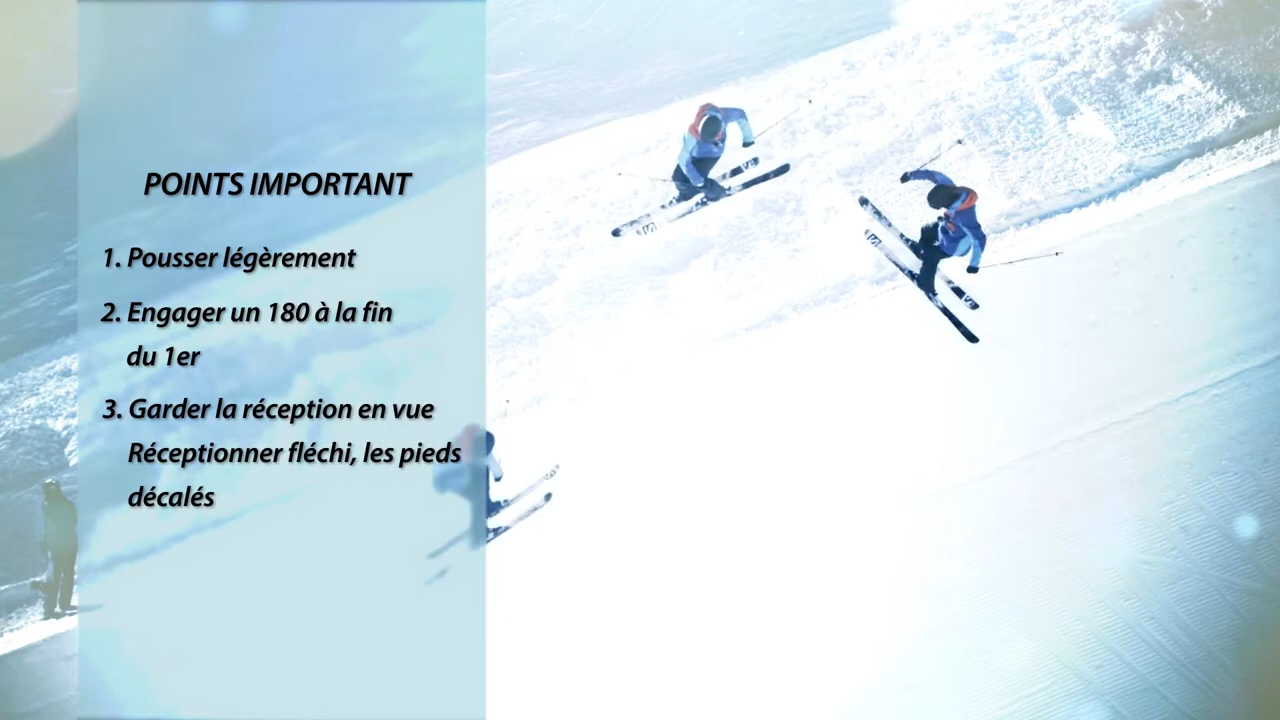 POINTS IMPORTANT
1. Pousser légèrement
2. Engager un 180 à la fin
du 1er
3. Garder la réception en vue
Réceptionner fléchi, les pieds
décalés